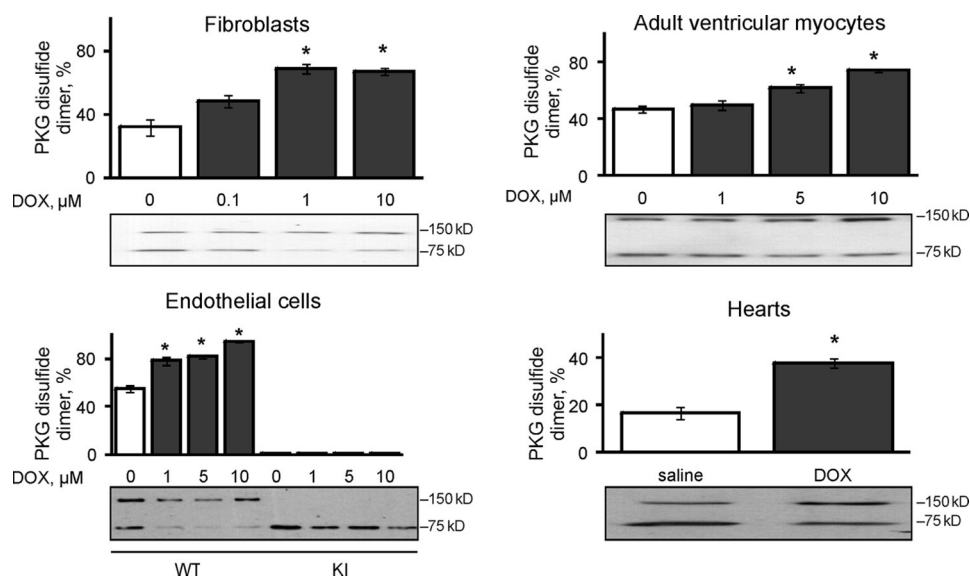 Fibroblasts
PKG disulfide
dimer, %
80
40
0
* *
DOX, µM 0 0.1 1 10
–150 kD
–75 kD
Adult ventricular myocytes
PKG disulfide
dimer, %
80
40
0
* *
DOX, µM 0 1 5 10
–150 kD
–75 kD
Endothelial cells
PKG disulfide
dimer, %
80
40
0
* * *
DOX, µM 0 1 5 10 0 1 5 10
–150 kD
–75 kD
WT KI
Hearts
PKG disulfide
dimer, %
40
20
0
*
saline DOX
–150 kD
–75 kD